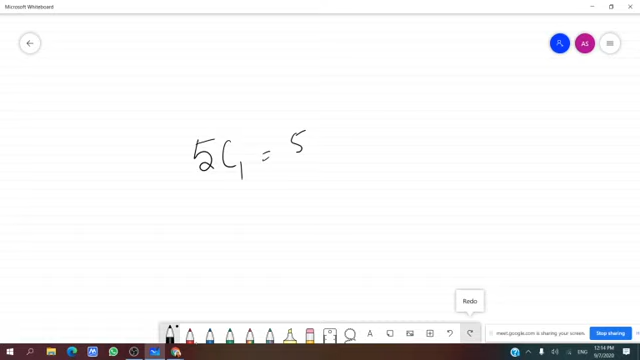 Microsoft Whiteboard
AS
5C₁ = 5
Redo
A
meet.google.com is sharing your screen.
Stop sharing
ENG
12:14 PM
9/7/2020